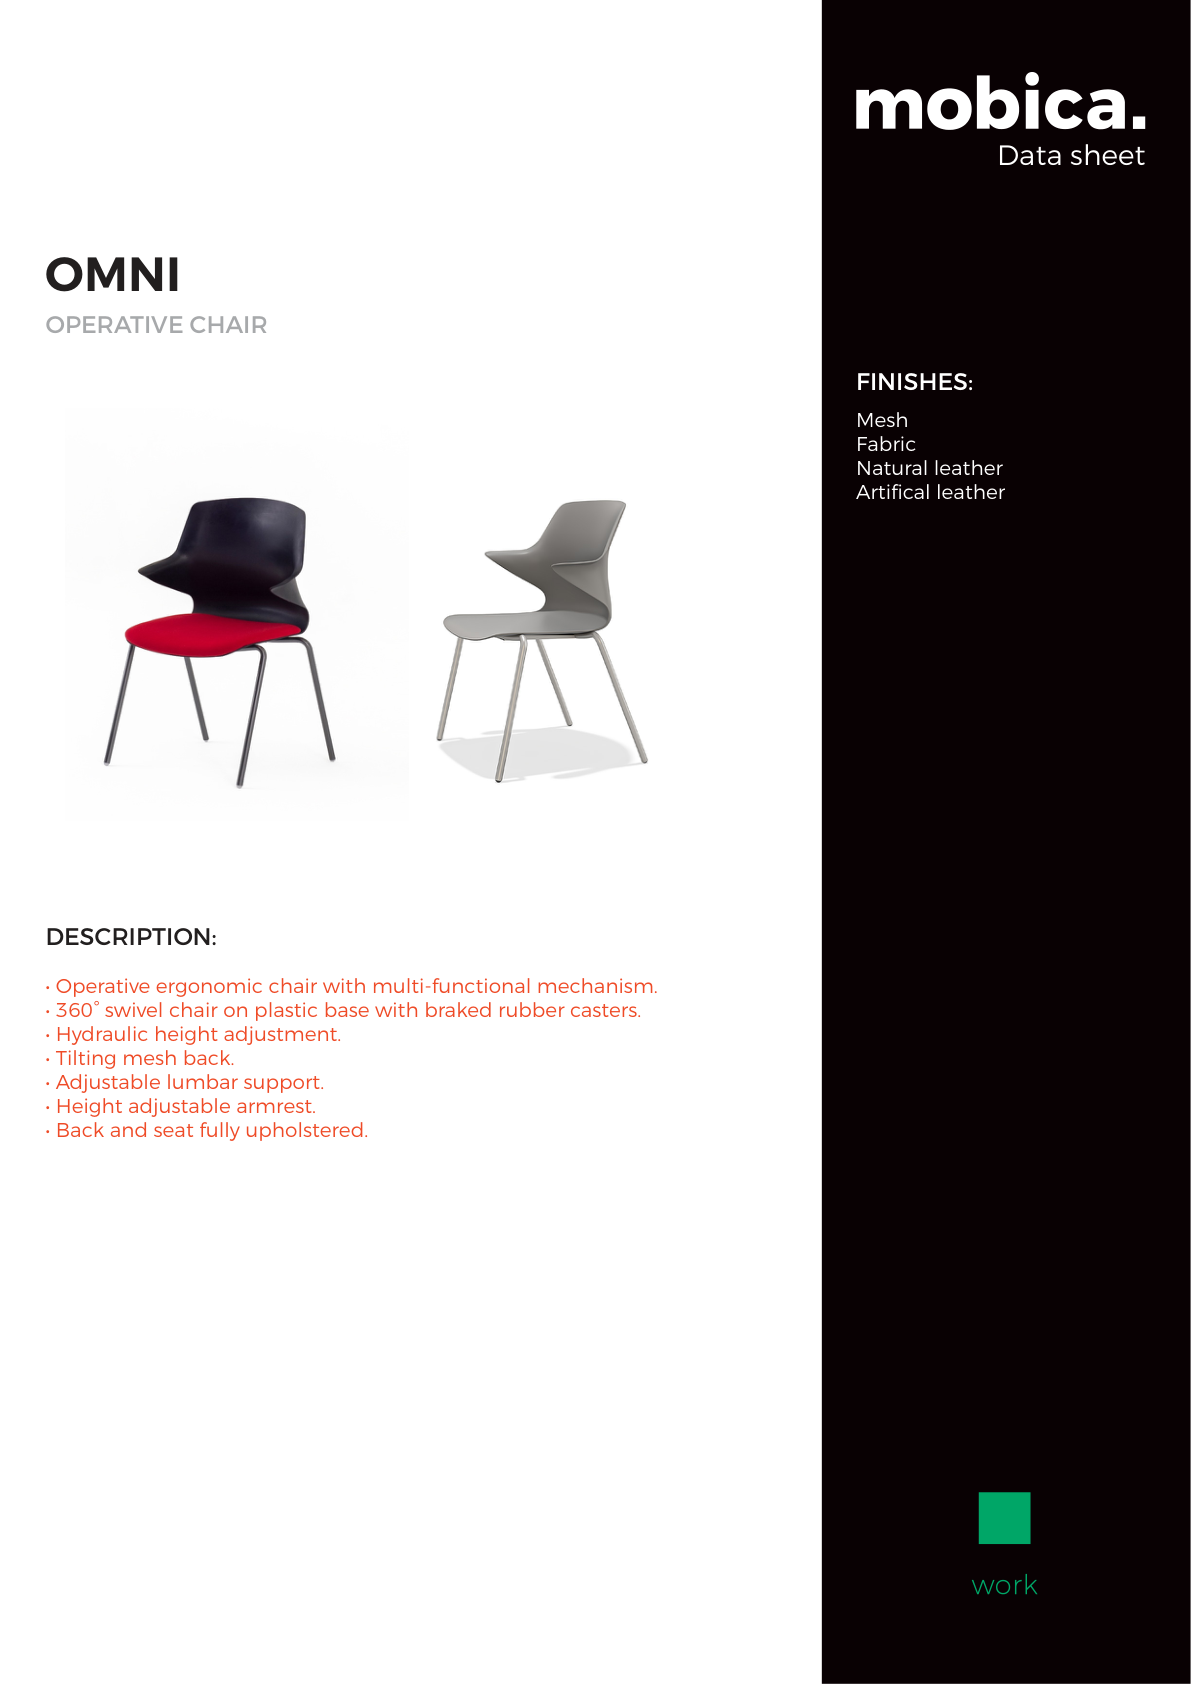 mobica.
Data sheet
OMNI
OPERATIVE CHAIR
FINISHES:
Mesh
Fabric
Natural leather
Artifical leather
DESCRIPTION:
• Operative ergonomic chair with multi-functional mechanism.
• 360° swivel chair on plastic base with braked rubber casters.
• Hydraulic height adjustment.
• Tilting mesh back.
• Adjustable lumbar support.
• Height adjustable armrest.
• Back and seat fully upholstered.
work